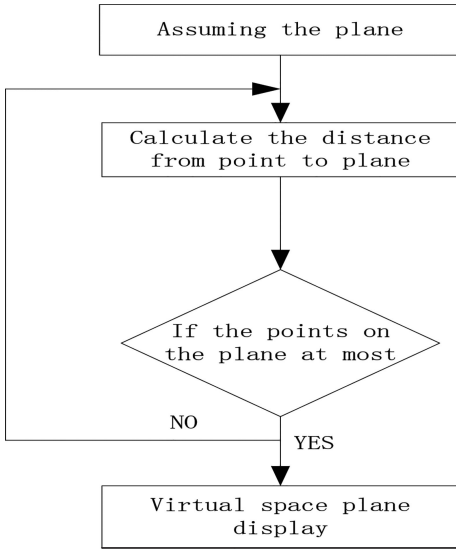 Assuming the plane
Calculate the distance
from point to plane
If the points on
the plane at most
NO
YES
Virtual space plane
display